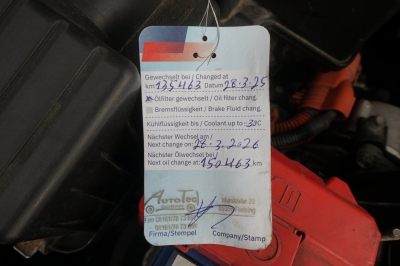 Gewechselt bei / Changed at
km 135463 Datum 28-3-25
Ölfilter gewechselt / Oil filter chang.
Bremsflüssigkeit / Brake Fluid chang.
Kühlflüssigkeit bis / Coolant up to -38C
Nächster Wechsel am /
Next change on: 28-3-2026
Nächster Ölwechsel bei /
Next oil change at: 150463 km
AutoTeq
Firma/Stempel Company/Stamp